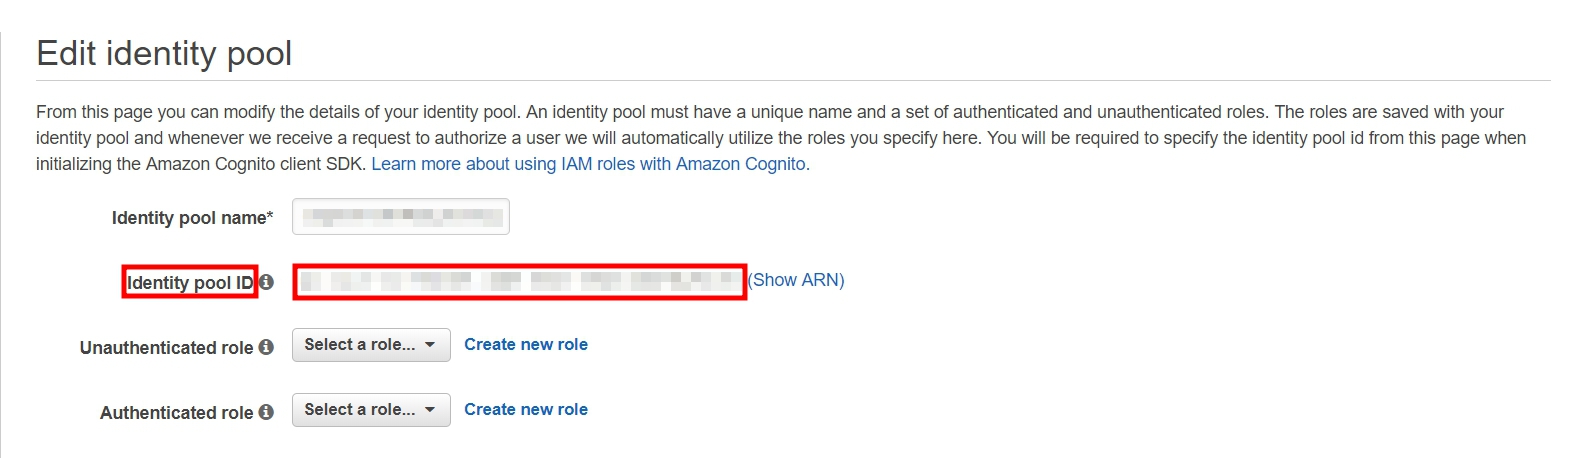 Edit identity pool
From this page you can modify the details of your identity pool. An identity pool must have a unique name and a set of authenticated and unauthenticated roles. The roles are saved with your
identity pool and whenever we receive a request to authorize a user we will automatically utilize the roles you specify here. You will be required to specify the identity pool id from this page when
initializing the Amazon Cognito client SDK. Learn more about using IAM roles with Amazon Cognito.
Identity pool name*
Identity pool ID (Show ARN)
Unauthenticated role Select a role... Create new role
Authenticated role Select a role... Create new role